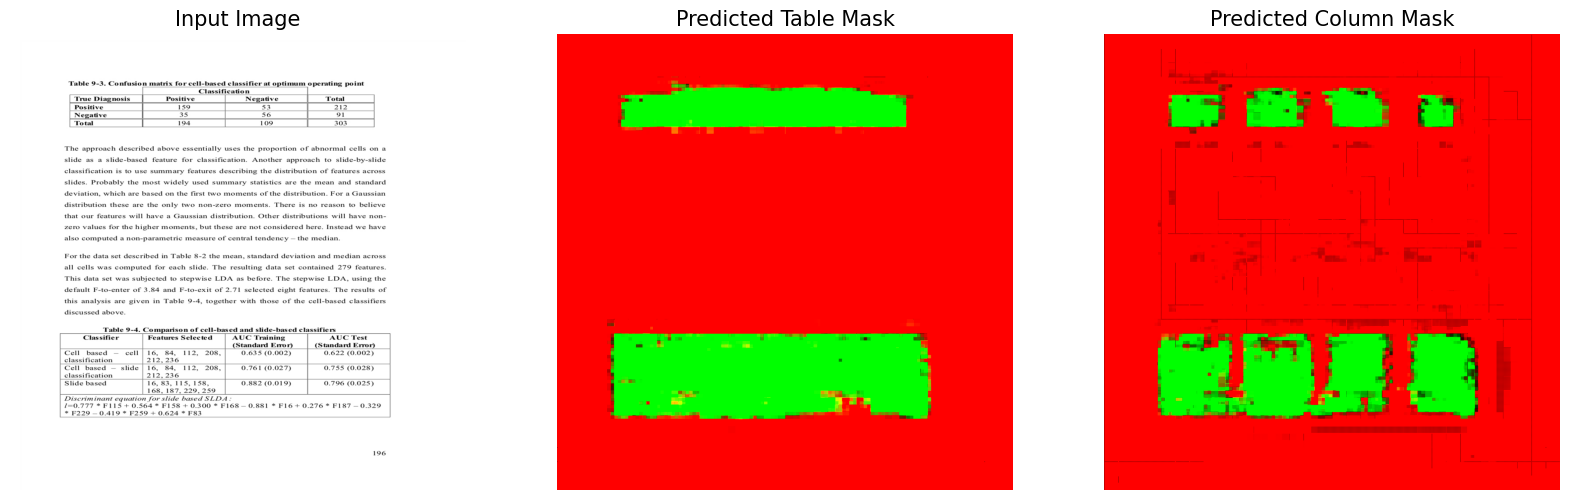 Input Image
Predicted Table Mask
Predicted Column Mask
Table 9-3. Confusion matrix for cell-based classifier at optimum operating point
Classification
True Diagnosis Positive Negative Total
Positive 159 53 212
Negative 35 56 91
Total 194 109 303
The approach described above essentially uses the proportion of abnormal cells on a
slide as a slide-based feature for classification. Another approach to slide-by-slide
classification is to use summary features describing the distribution of features across
slides. Probably the most widely used summary statistics are the mean and standard
deviation, which are based on the first two moments of the distribution. For a Gaussian
distribution these are the only two non-zero moments. There is no reason to believe
that our features will have a Gaussian distribution. Other distributions will have non-
zero values for the higher moments, but these are not considered here. Instead we have
also computed a non-parametric measure of central tendency – the median.
For the data set described in Table 8-2 the mean, standard deviation and median across
all cells was computed for each slide. The resulting data set contained 279 features.
This data set was subjected to stepwise LDA as before. The stepwise LDA, using the
default F-to-enter of 3.84 and F-to-exit of 2.71 selected eight features. The results of
this analysis are given in Table 9-4, together with those of the cell-based classifiers
discussed above.
Table 9-4. Comparison of cell-based and slide-based classifiers
Classifier Features Selected AUC Training AUC Test
(Standard Error) (Standard Error)
Cell based – cell 16, 84, 112, 208, 0.635 (0.002) 0.622 (0.002)
classification 212, 236
Cell based – slide 16, 84, 112, 208, 0.761 (0.027) 0.755 (0.028)
classification 212, 236
Slide based 16, 83, 115, 158, 0.882 (0.019) 0.796 (0.025)
168, 187, 229, 259
Discriminant equation for slide based SLDA:
l=0.777 * F115 + 0.564 * F158 + 0.300 * F168 – 0.881 * F16 + 0.276 * F187 – 0.329
* F229 – 0.419 * F259 + 0.624 * F83
196